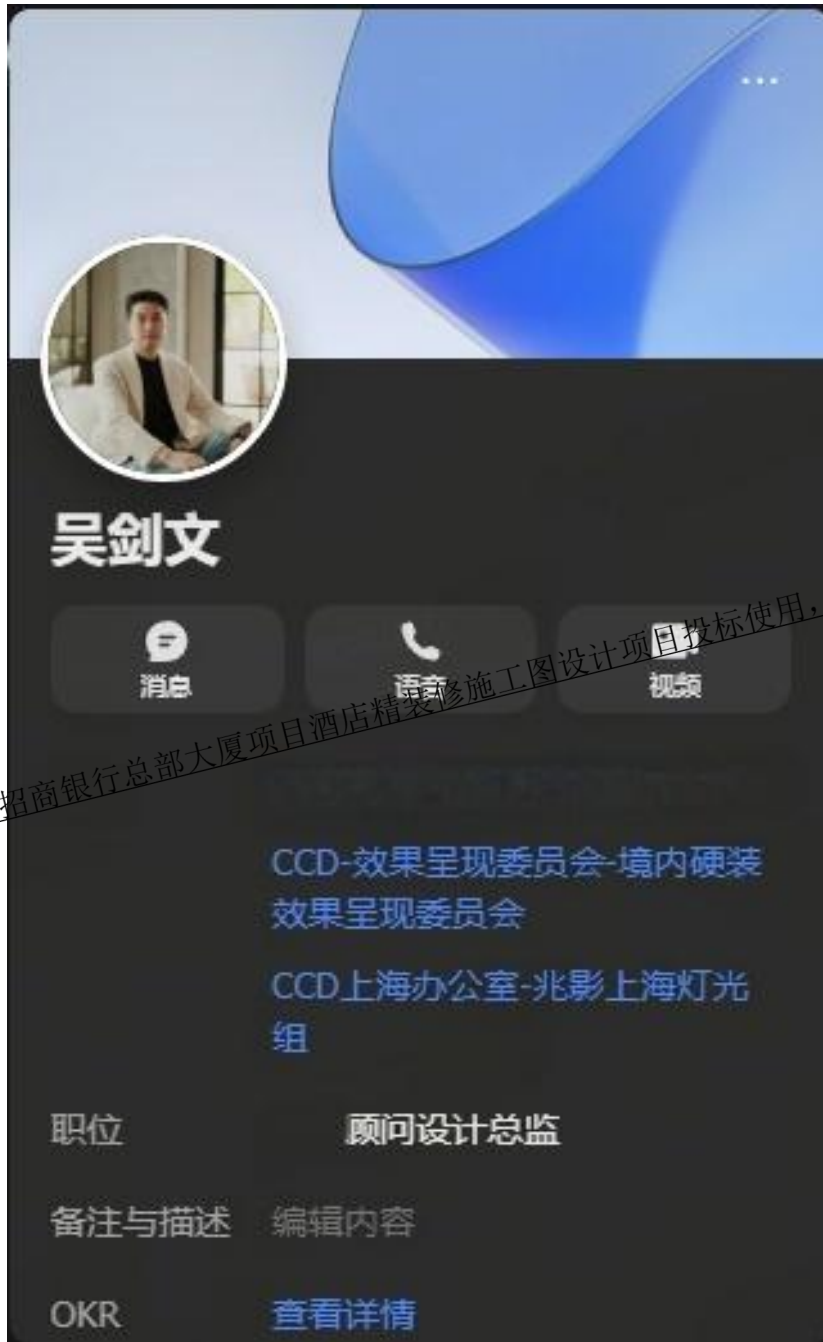 吴剑文
消息
语音
视频
招商银行总部大厦项目酒店精装修施工图设计项目投标使用，
CCD-效果呈现委员会-境内硬装
效果呈现委员会
CCD上海办公室-兆影上海灯光
组
职位 顾问设计总监
备注与描述 编辑内容
OKR 查看详情